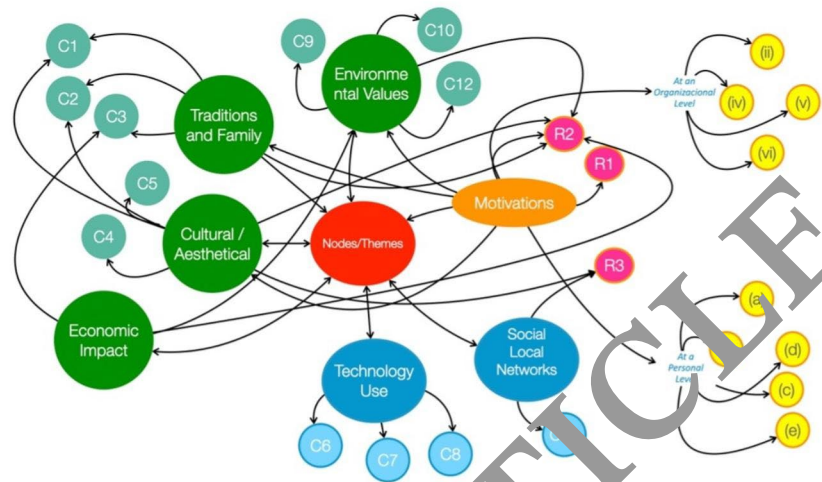 C1
C9
C10
C2
C3
C12
Environme
ntal Values
Traditions
and Family
At an
Organizacional
Level
(ii)
(iv)
(v)
(vi)
R2
R1
Motivations
C5
C4
Cultural /
Aesthetical
Nodes/Themes
R3
Economic
Impact
Technology
Use
Social
Local
Networks
At a
Personal
Level
(d)
(c)
(e)
C6
C7
C8
TICLE